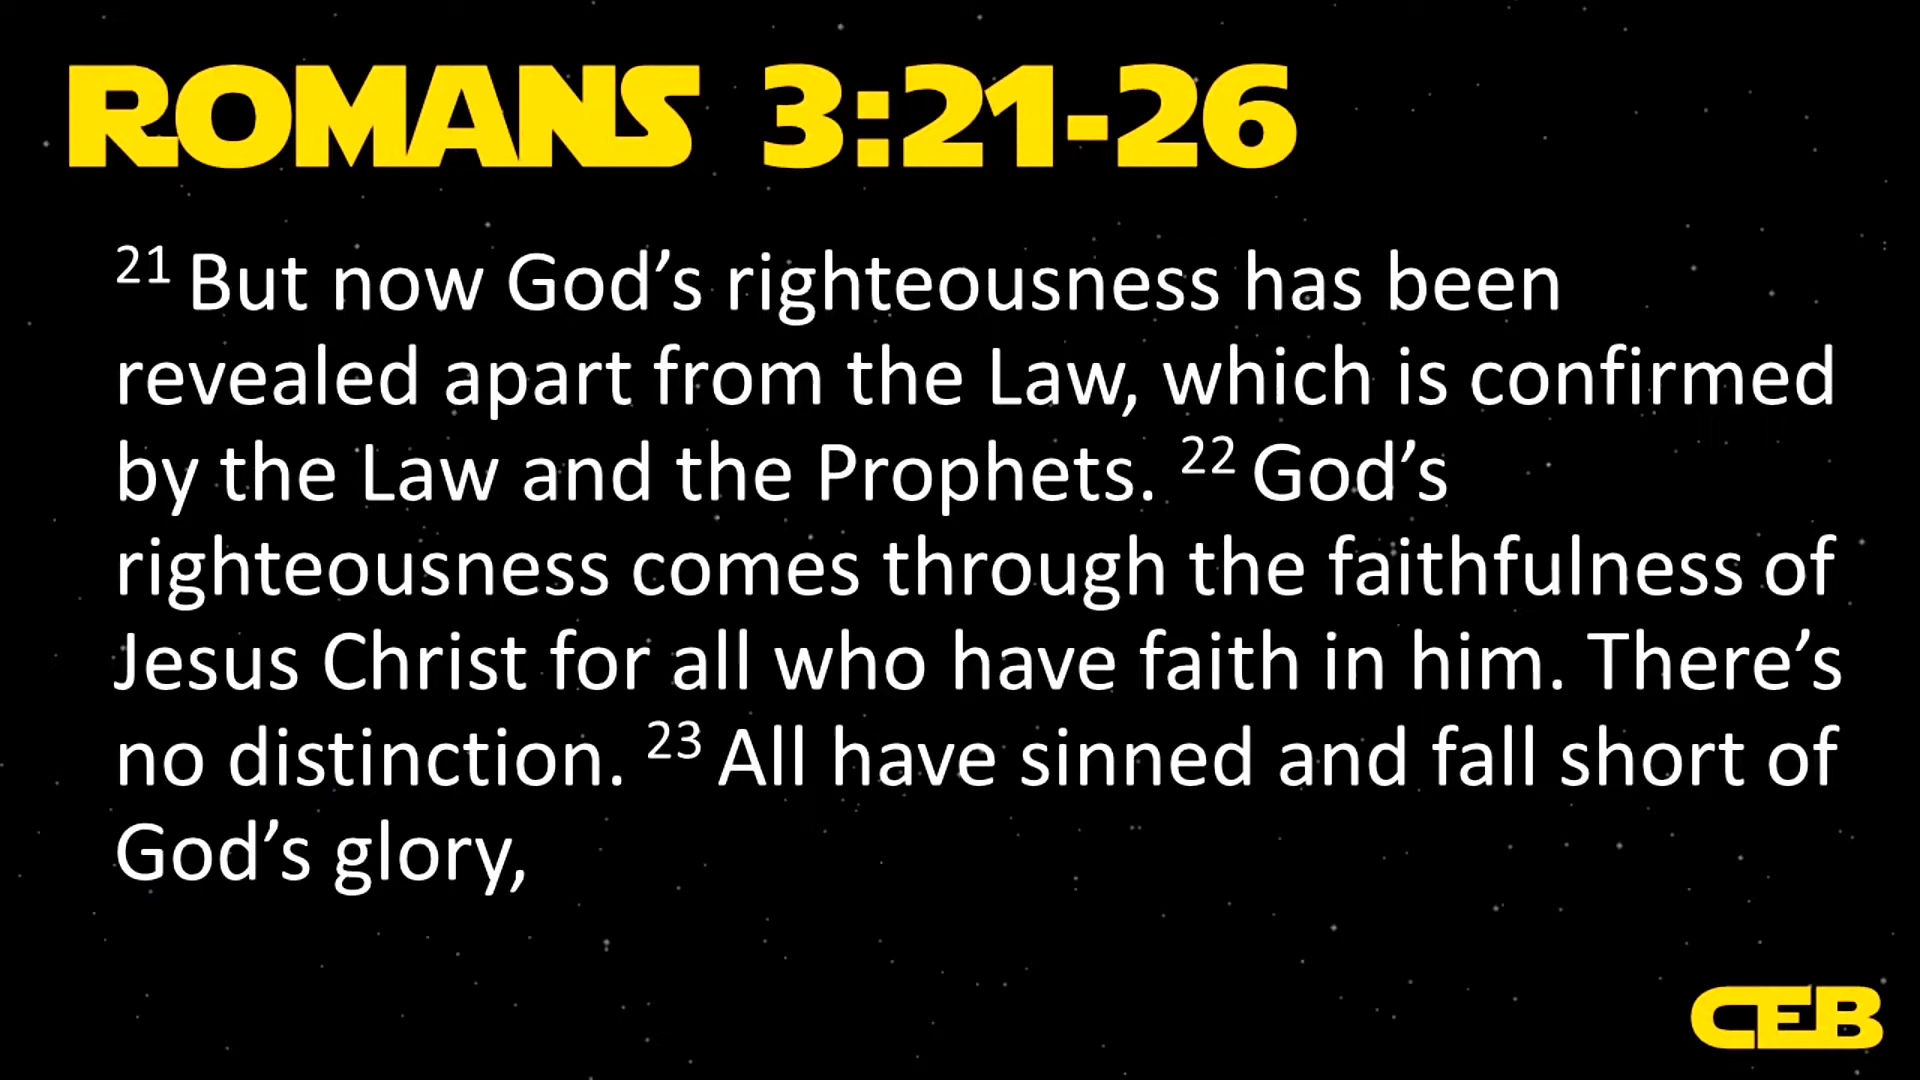 ROMANS 3:21-26
21 But now God’s righteousness has been
revealed apart from the Law, which is confirmed
by the Law and the Prophets. 22 God’s
righteousness comes through the faithfulness of
Jesus Christ for all who have faith in him. There’s
no distinction. 23 All have sinned and fall short of
God’s glory,
CEB